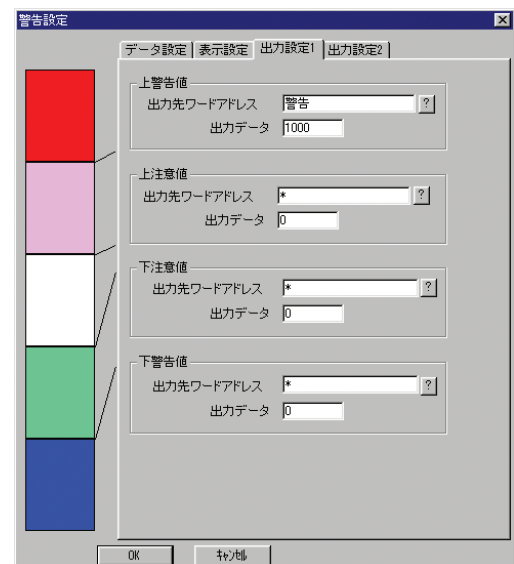 警告設定
データ設定 表示設定 出力設定1 出力設定2
上警告値
出力先ワードアドレス 警告 ?
出力データ 1000
上注意値
出力先ワードアドレス * ?
出力データ 0
下注意値
出力先ワードアドレス * ?
出力データ 0
下警告値
出力先ワードアドレス * ?
出力データ 0
OK ｷｬﾝｾﾙ